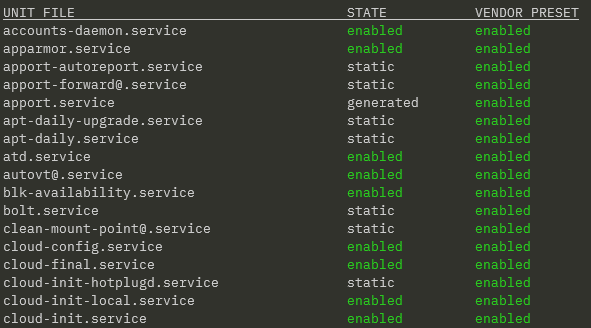 UNIT FILE STATE VENDOR PRESET
accounts-daemon.service enabled enabled
apparmor.service enabled enabled
apport-autoreport.service static enabled
apport-forward@.service static enabled
apport.service generated enabled
apt-daily-upgrade.service static enabled
apt-daily.service static enabled
atd.service enabled enabled
autovt@.service enabled enabled
blk-availability.service enabled enabled
bolt.service static enabled
clean-mount-point@.service static enabled
cloud-config.service enabled enabled
cloud-final.service enabled enabled
cloud-init-hotplugd.service static enabled
cloud-init-local.service enabled enabled
cloud-init.service enabled enabled